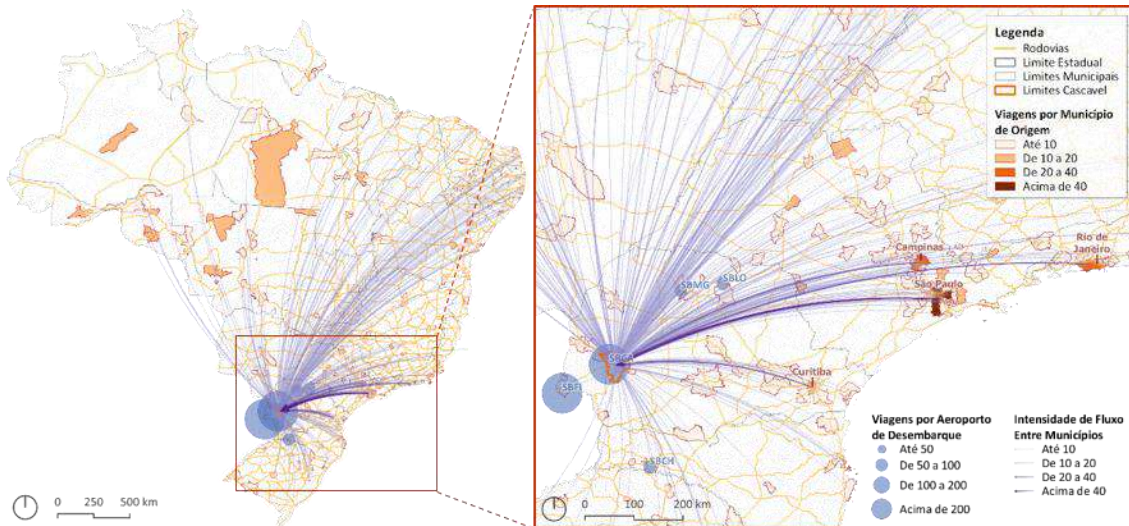 Legenda
Rodovias
Limite Estadual
Limites Municipais
Limites Cascavel
Viagens por Município
de Origem
Até 10
De 10 a 20
De 20 a 40
Acima de 40
Campinas
Rio de
Janeiro
São Paulo
SBMG
SBLO
SBCA
SBFI
Curitiba
SBCH
Viagens por Aeroporto
de Desembarque
Até 50
De 50 a 100
De 100 a 200
Acima de 200
Intensidade de Fluxo
Entre Municípios
Até 10
De 10 a 20
De 20 a 40
Acima de 40
0 250 500 km
0 100 200 km